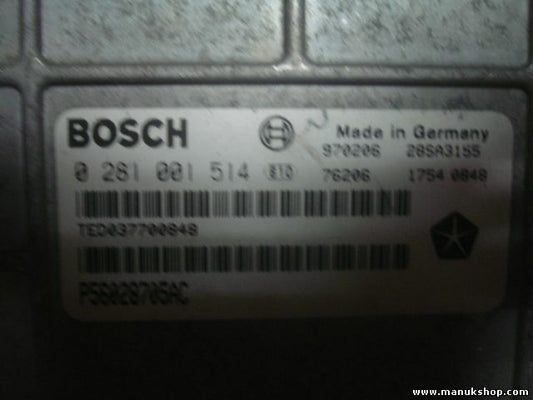 BOSCH
Made in Germany
970206 28SA3155
0 281 001 514 76206 1754 0848
TED037700848
P56028705AC
www.manukshop.com